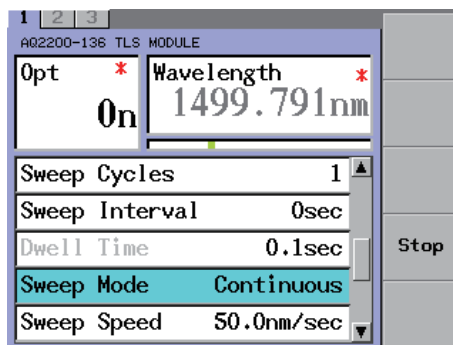 1 2 3
AQ2200-136 TLS MODULE
Opt * Wavelength *
On 1499.791nm
Sweep Cycles 1
Sweep Interval 0sec
Dwell Time 0.1sec
Stop
Sweep Mode Continuous
Sweep Speed 50.0nm/sec